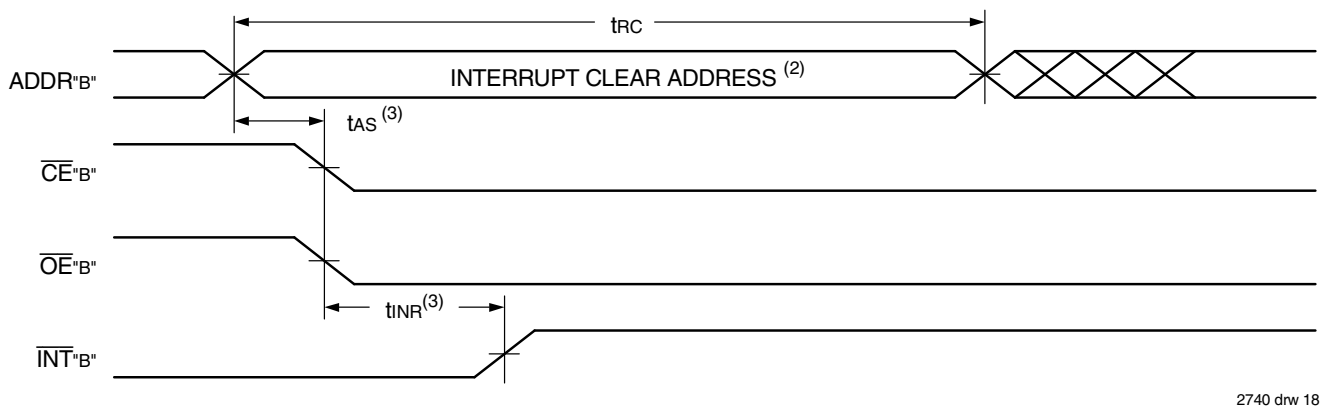 tRC
ADDR"B"
INTERRUPT CLEAR ADDRESS (2)
tAS (3)
CE"B"
OE"B"
tINR(3)
INT"B"
2740 drw 18